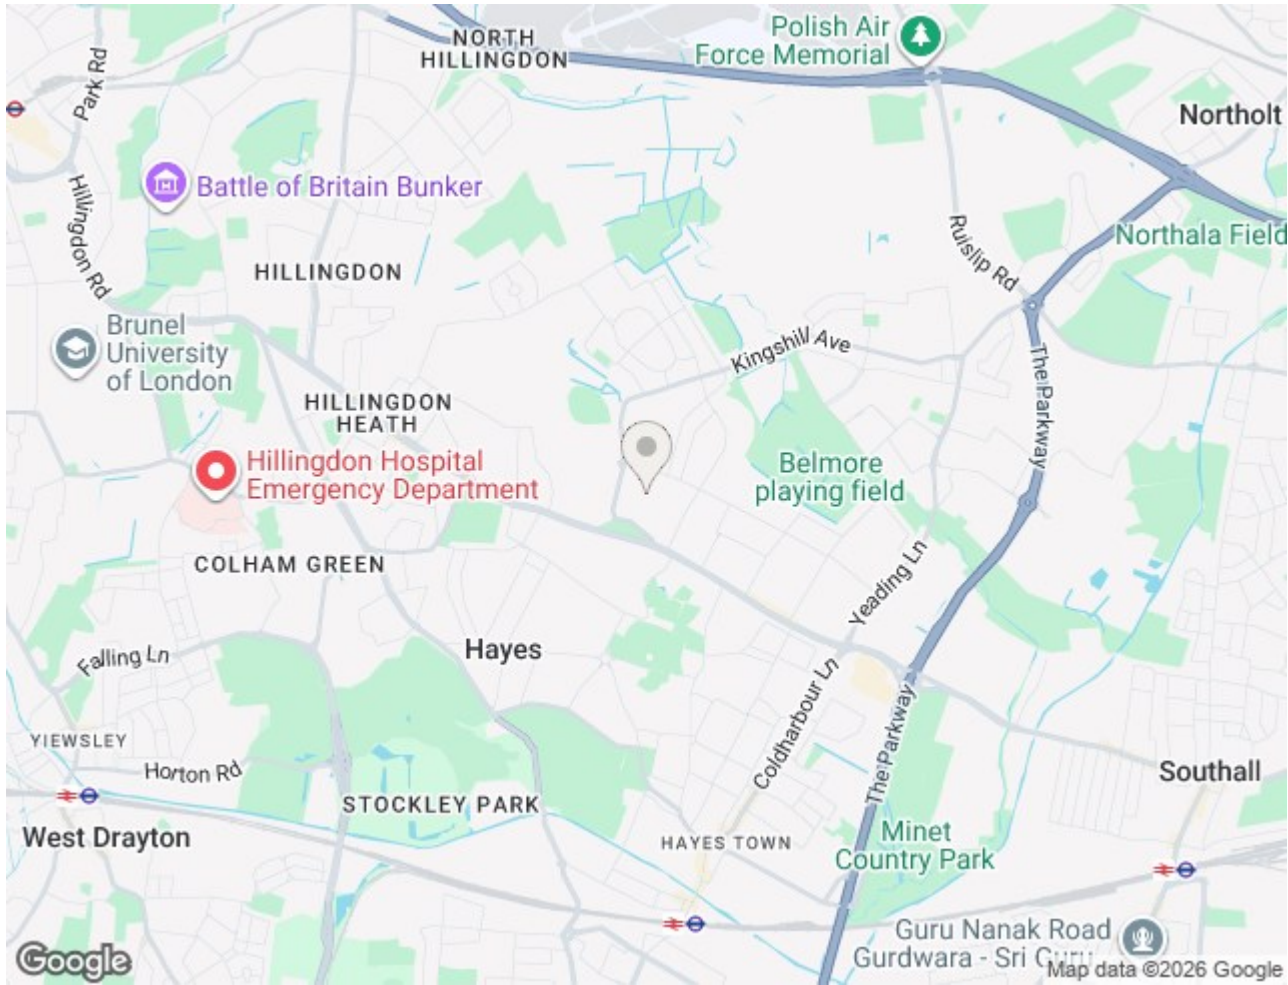 NORTH
HILLINGDON
Polish Air
Force Memorial
Park Rd
Northolt
Battle of Britain Bunker
Hillingdon Rd
Ruislip Rd
Northala Field
HILLINGDON
Brunel
University
of London
Kingshill Ave
The Parkway
HILLINGDON
HEATH
Hillingdon Hospital
Emergency Department
Belmore
playing field
COLHAM GREEN
Yeading Ln
Hayes
Falling Ln
Coldharbour Ln
The Parkway
YIEWSLEY
Horton Rd
Southall
STOCKLEY PARK
West Drayton
HAYES TOWN
Minet
Country Park
Guru Nanak Road
Gurdwara - Sri Guru
Google
Map data ©2026 Google